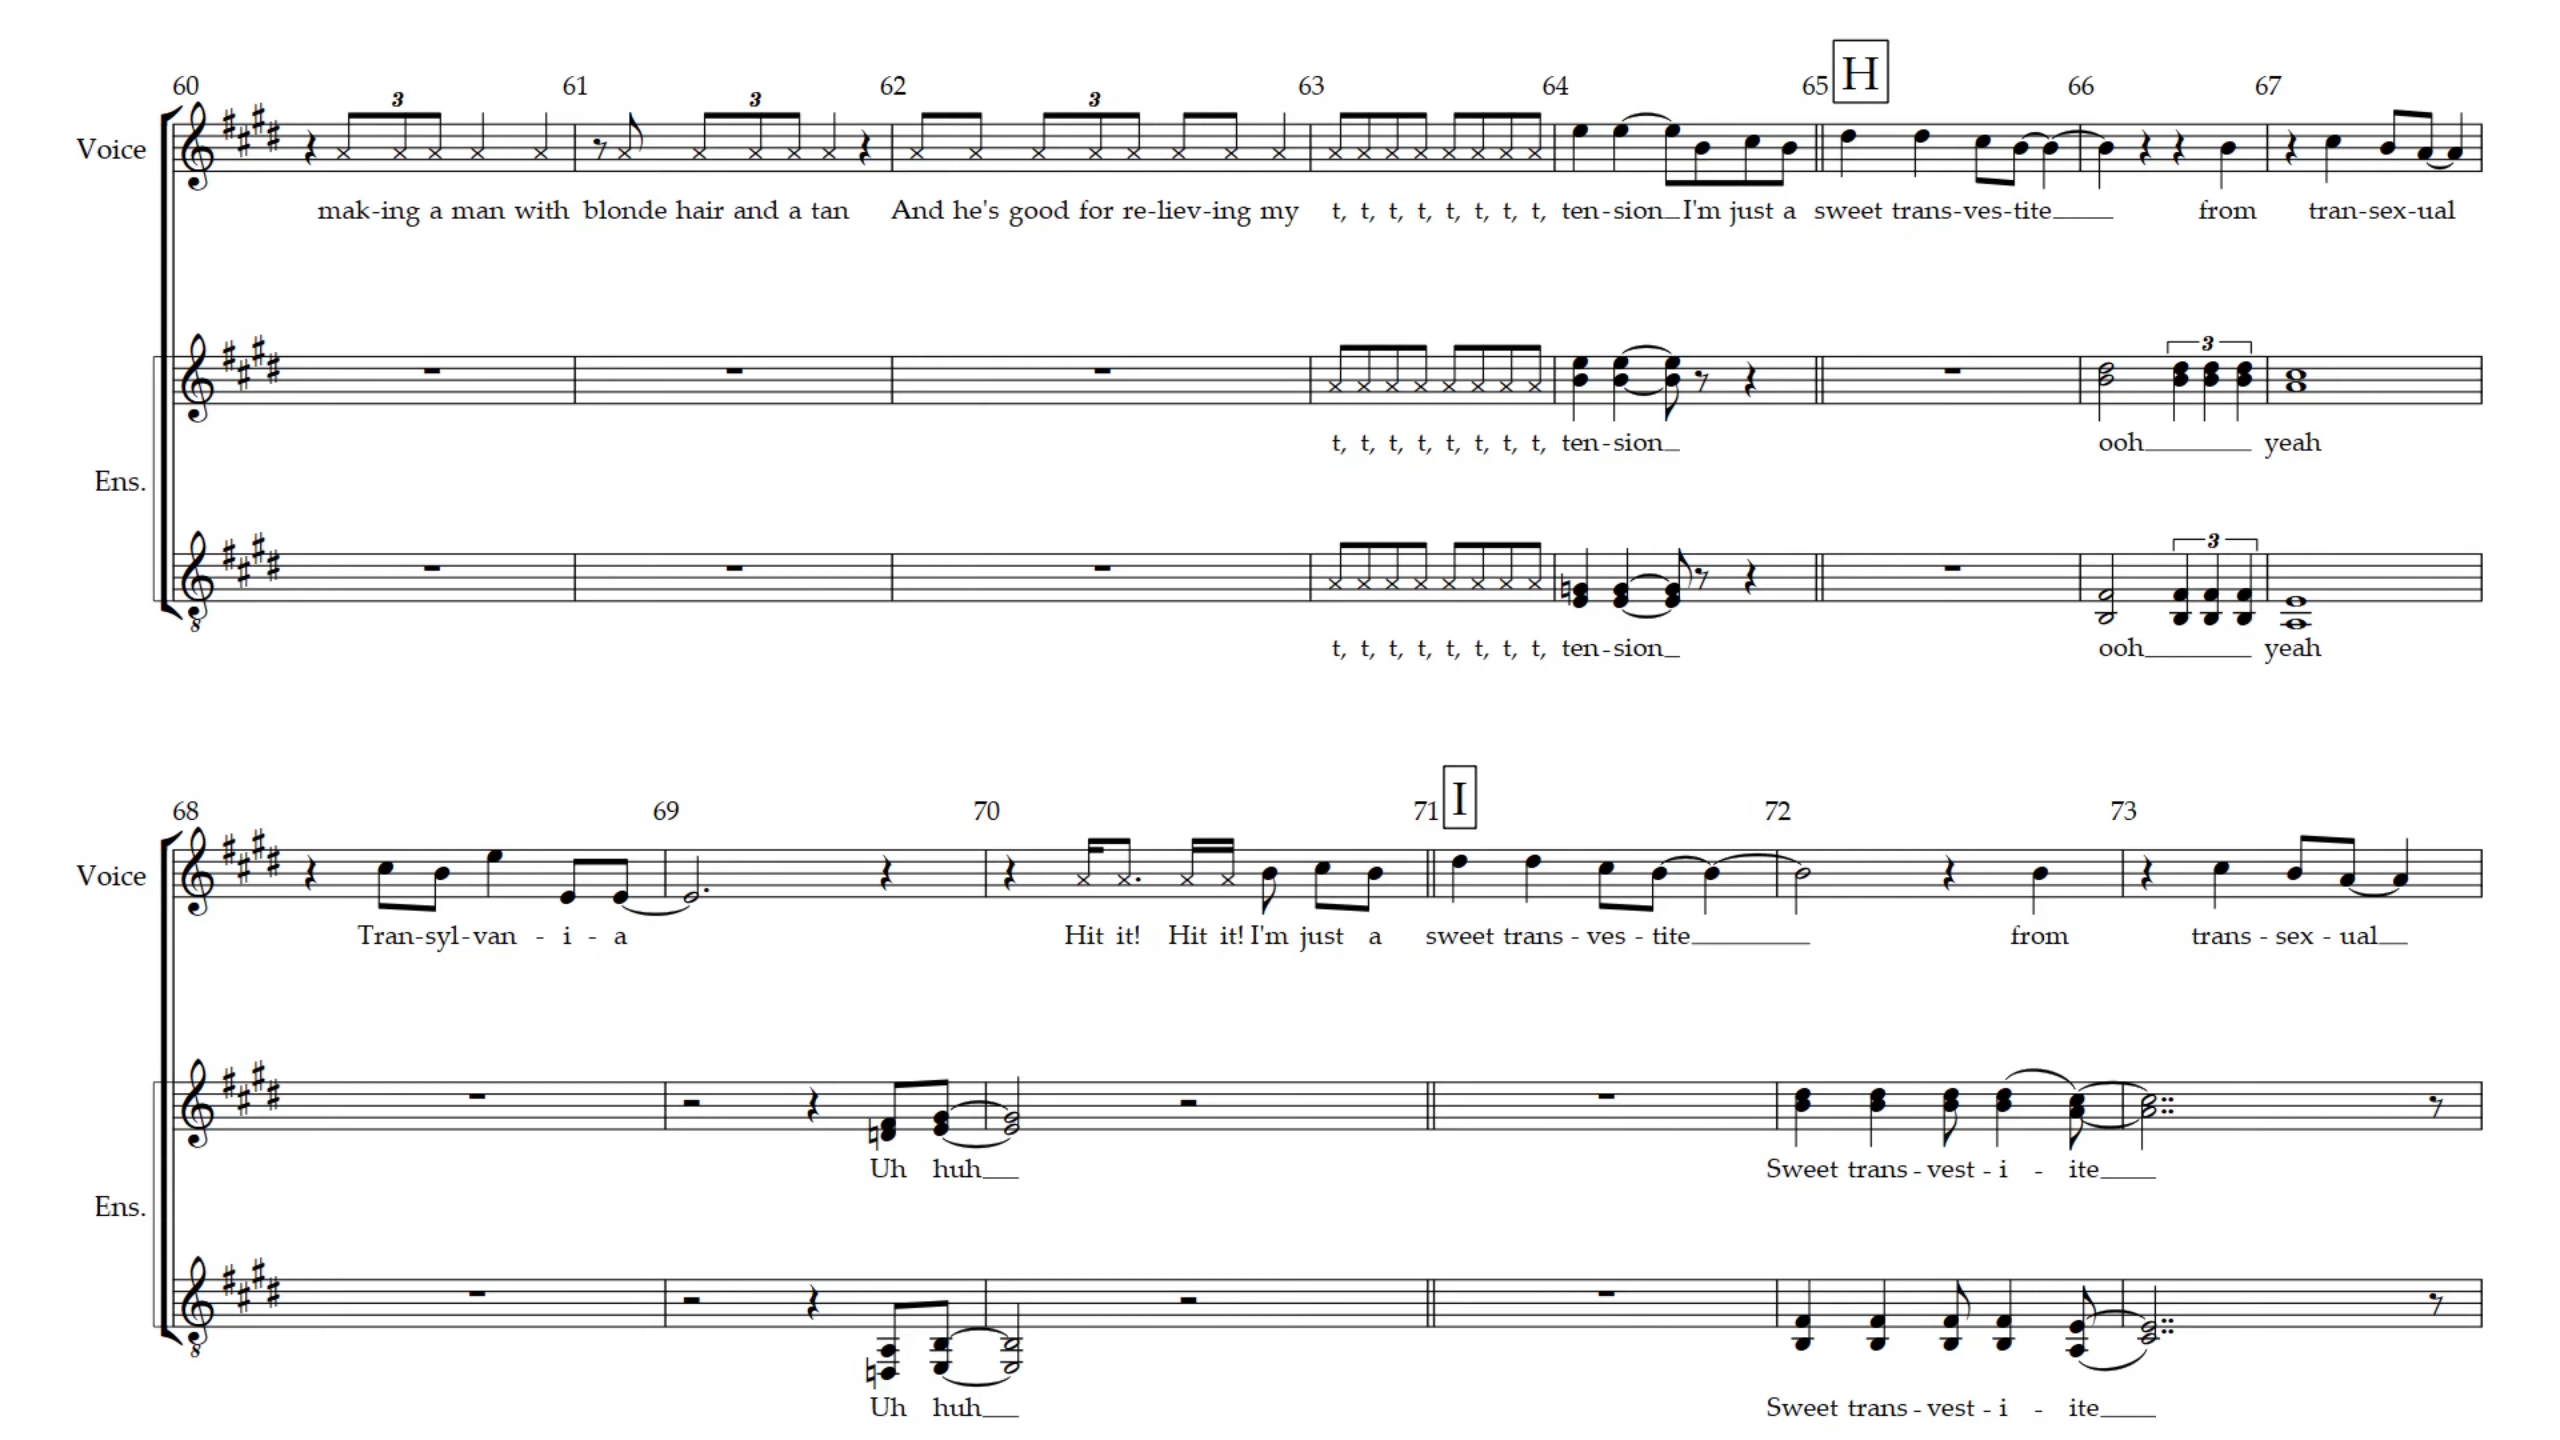 60 61 62 63 64 65 H 66 67
3 3 3
Voice
mak-ing a man with blonde hair and a tan And he's good for re-liev-ing my t, t, t, t, t, t, t, t, ten-sion I'm just a sweet trans-ves-tite from tran-sex-ual
3
t, t, t, t, t, t, t, t, ten-sion ooh yeah
Ens.
3
8
t, t, t, t, t, t, t, t, ten-sion ooh yeah
68 69 70 71 I 72 73
Voice
Tran-syl-van - i - a Hit it! Hit it! I'm just a sweet trans - ves - tite from trans - sex - ual
Uh huh Sweet trans - vest - i - ite
Ens.
8
Uh huh Sweet trans - vest - i - ite